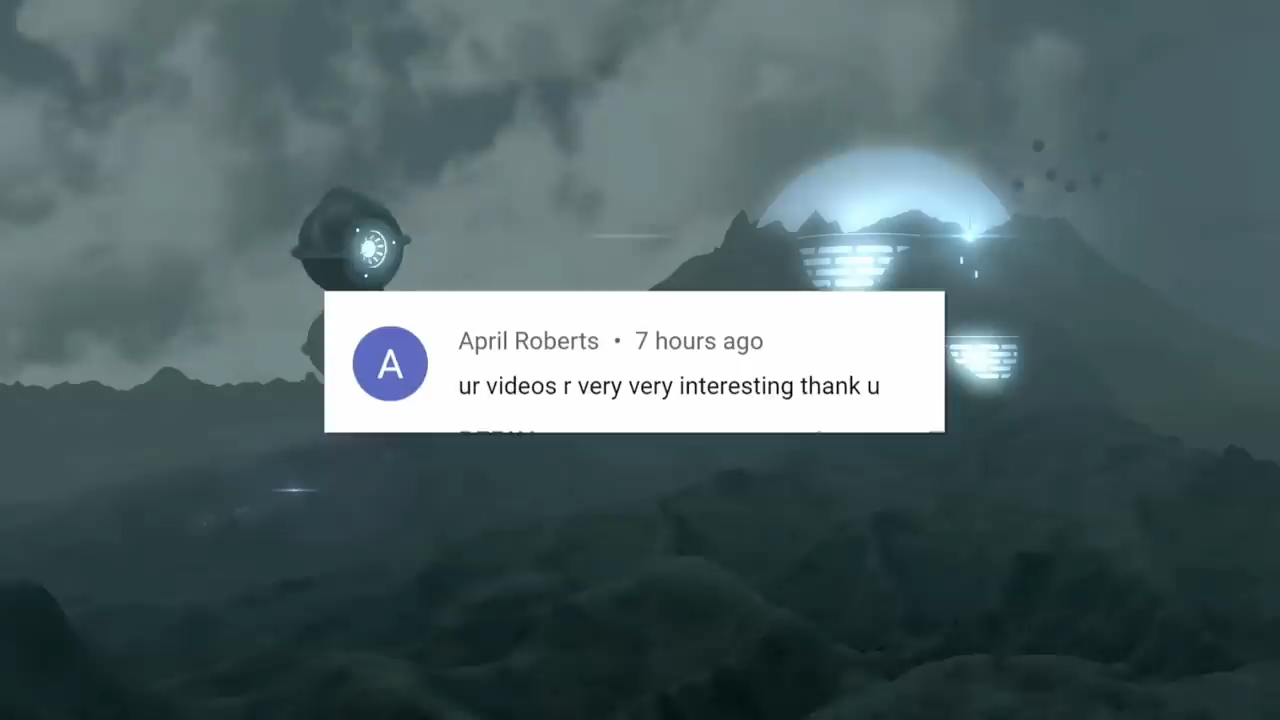 A
April Roberts • 7 hours ago
ur videos r very very interesting thank u